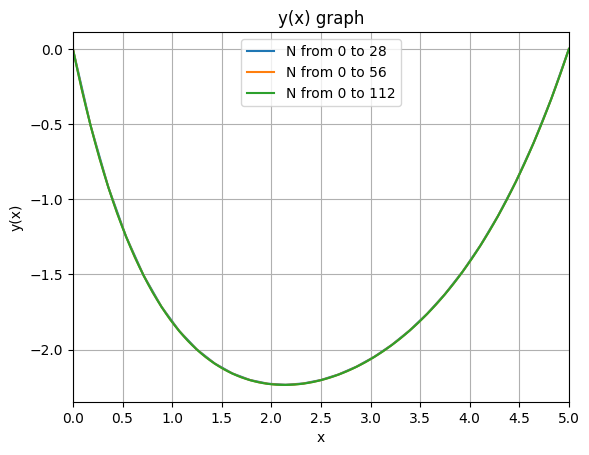 y(x) graph
N from 0 to 28
N from 0 to 56
N from 0 to 112
0.0
−0.5
−1.0
−1.5
−2.0
y(x)
0.0 0.5 1.0 1.5 2.0 2.5 3.0 3.5 4.0 4.5 5.0
x